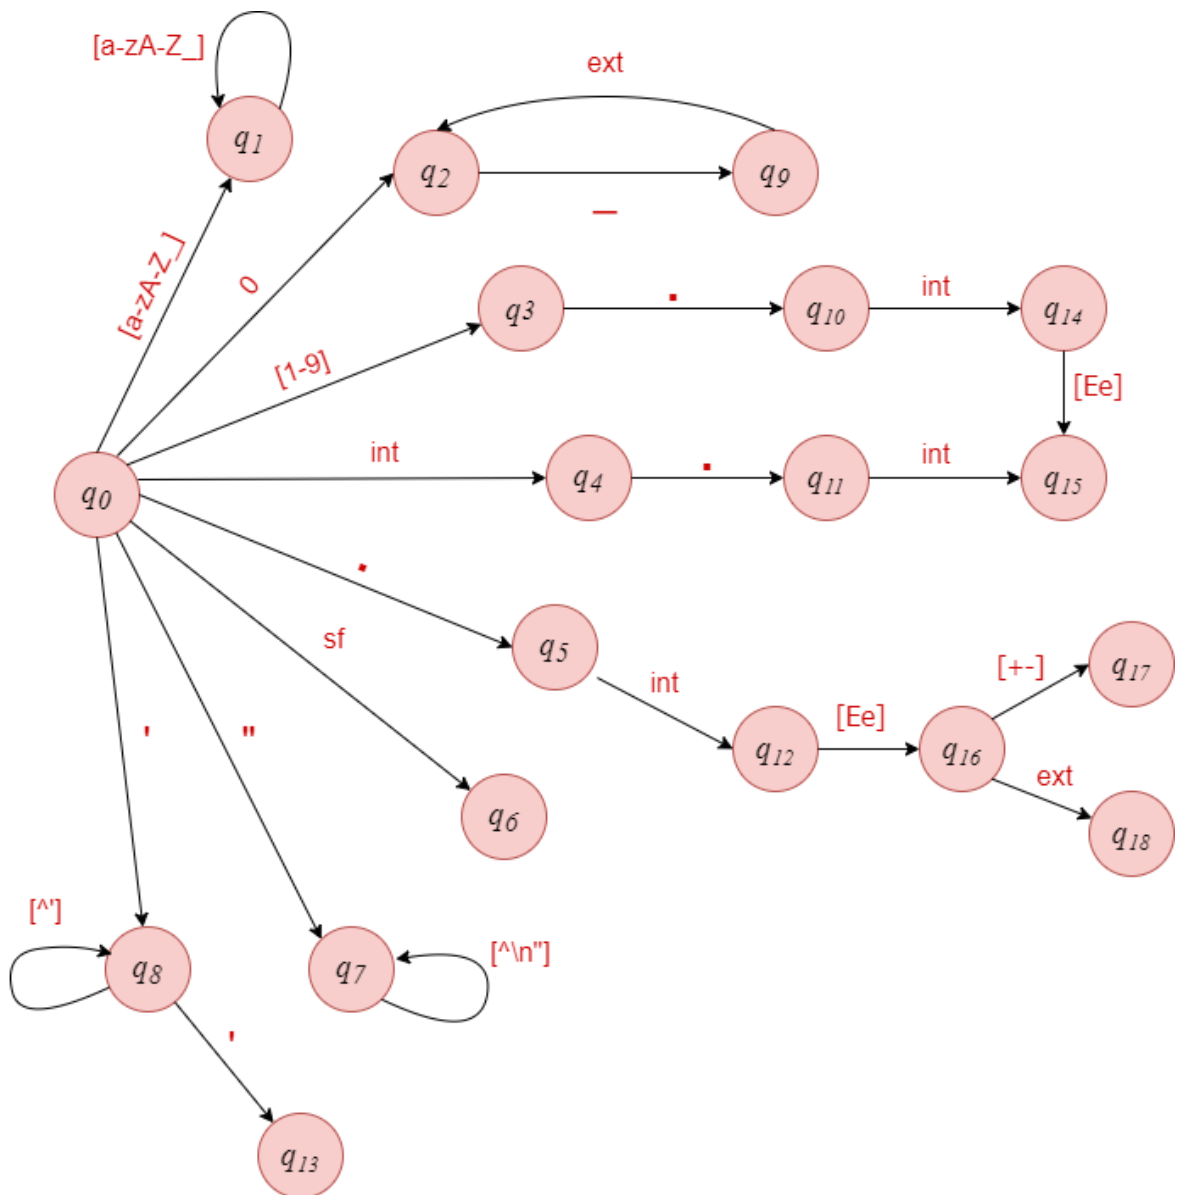 [a-zA-Z_]
ext
q1
q2
q9
_
[a-zA-Z_]
0
.
int
q3
q10
q14
[1-9]
[Ee]
int
.
int
q0
q4
q11
q15
.
sf
q5
int
[+-]
q17
[Ee]
'
"
q12
q16
ext
q6
q18
[^']
[^\n"]
q8
q7
'
q13